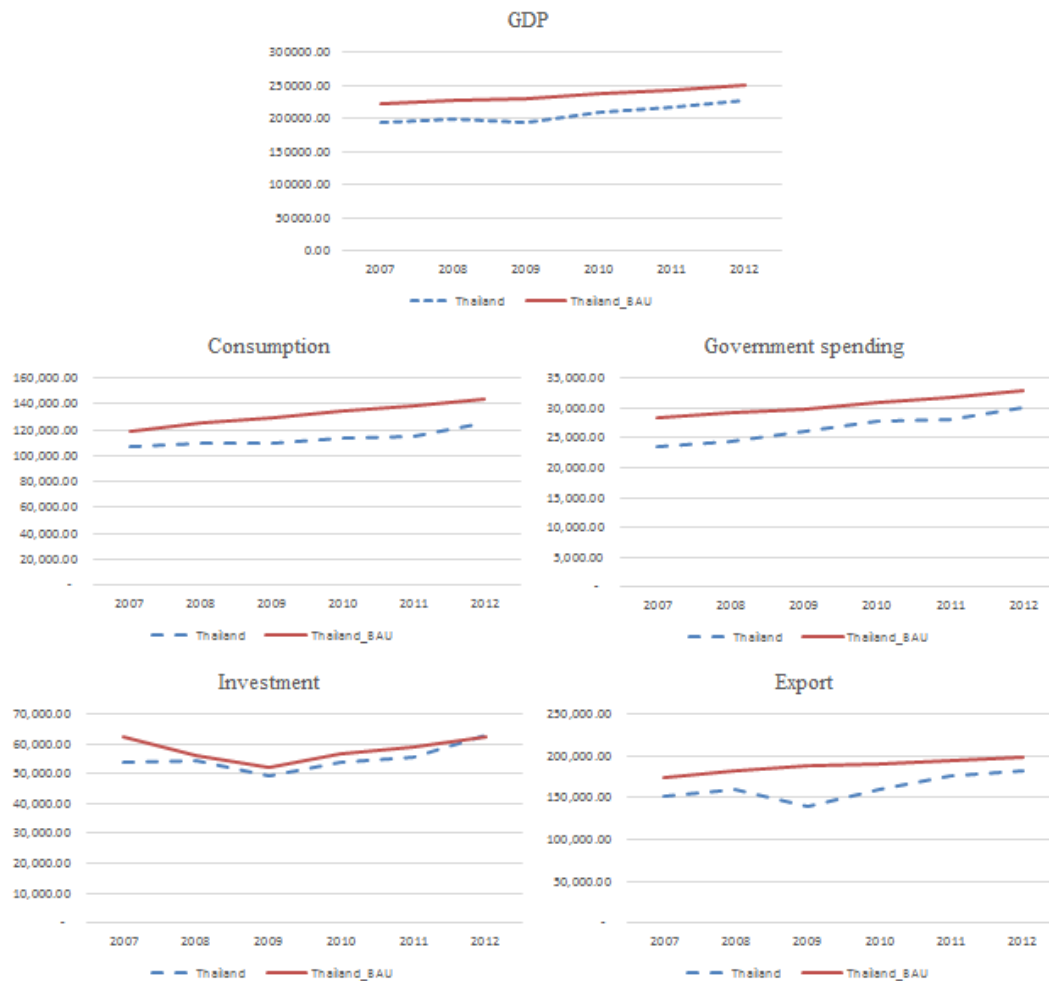 GDP
300000.00
250000.00
200000.00
150000.00
100000.00
50000.00
0.00
2007 2008 2009 2010 2011 2012
Thailand Thailand_BAU
Consumption
160,000.00
140,000.00
120,000.00
100,000.00
80,000.00
60,000.00
40,000.00
20,000.00
-
2007 2008 2009 2010 2011 2012
Thailand Thailand_BAU
Government spending
35,000.00
30,000.00
25,000.00
20,000.00
15,000.00
10,000.00
5,000.00
-
2007 2008 2009 2010 2011 2012
Thailand Thailand_BAU
Investment
70,000.00
60,000.00
50,000.00
40,000.00
30,000.00
20,000.00
10,000.00
-
2007 2008 2009 2010 2011 2012
Thailand Thailand_BAU
Export
250,000.00
200,000.00
150,000.00
100,000.00
50,000.00
-
2007 2008 2009 2010 2011 2012
Thailand Thailand_BAU